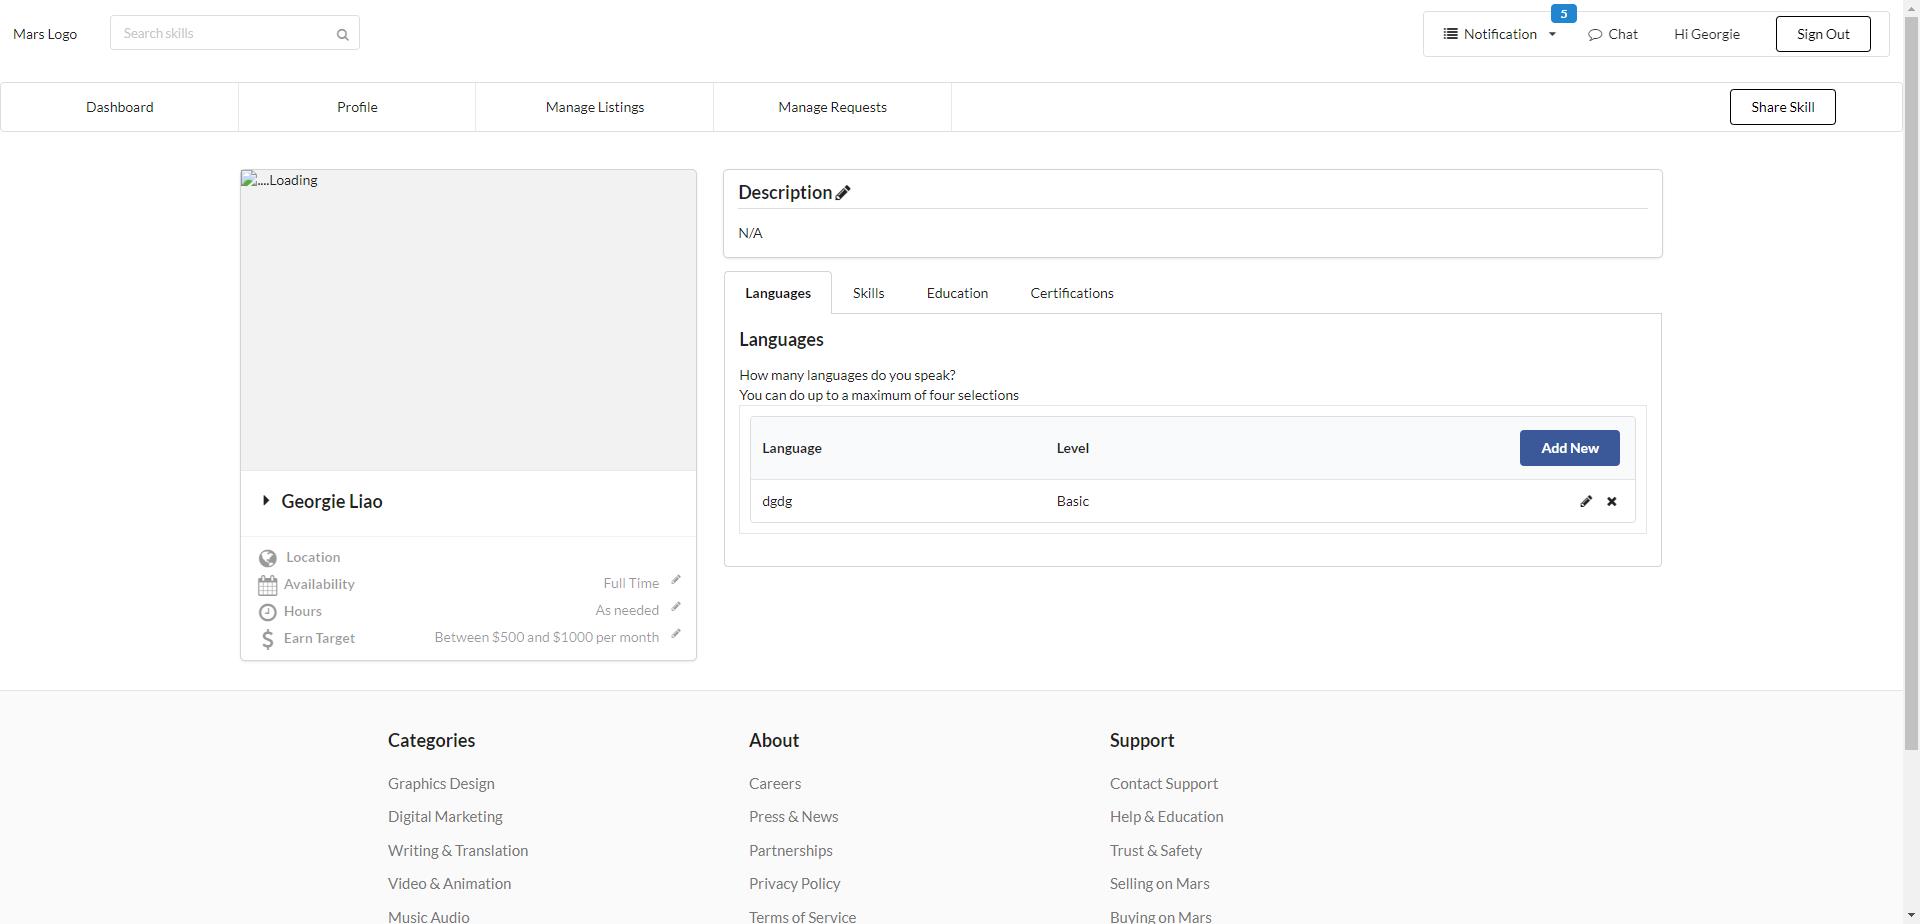 Mars Logo
Search skills
5
Notification
Chat
Hi Georgie
Sign Out
Dashboard
Profile
Manage Listings
Manage Requests
Share Skill
....Loading
Georgie Liao
Location
Availability
Full Time
Hours
As needed
Earn Target
Between $500 and $1000 per month
Description
N/A
Languages
Skills
Education
Certifications
Languages
How many languages do you speak?
You can do up to a maximum of four selections
Language
Level
Add New
dgdg
Basic
Categories
Graphics Design
Digital Marketing
Writing & Translation
Video & Animation
Music Audio
About
Careers
Press & News
Partnerships
Privacy Policy
Terms of Service
Support
Contact Support
Help & Education
Trust & Safety
Selling on Mars
Buying on Mars